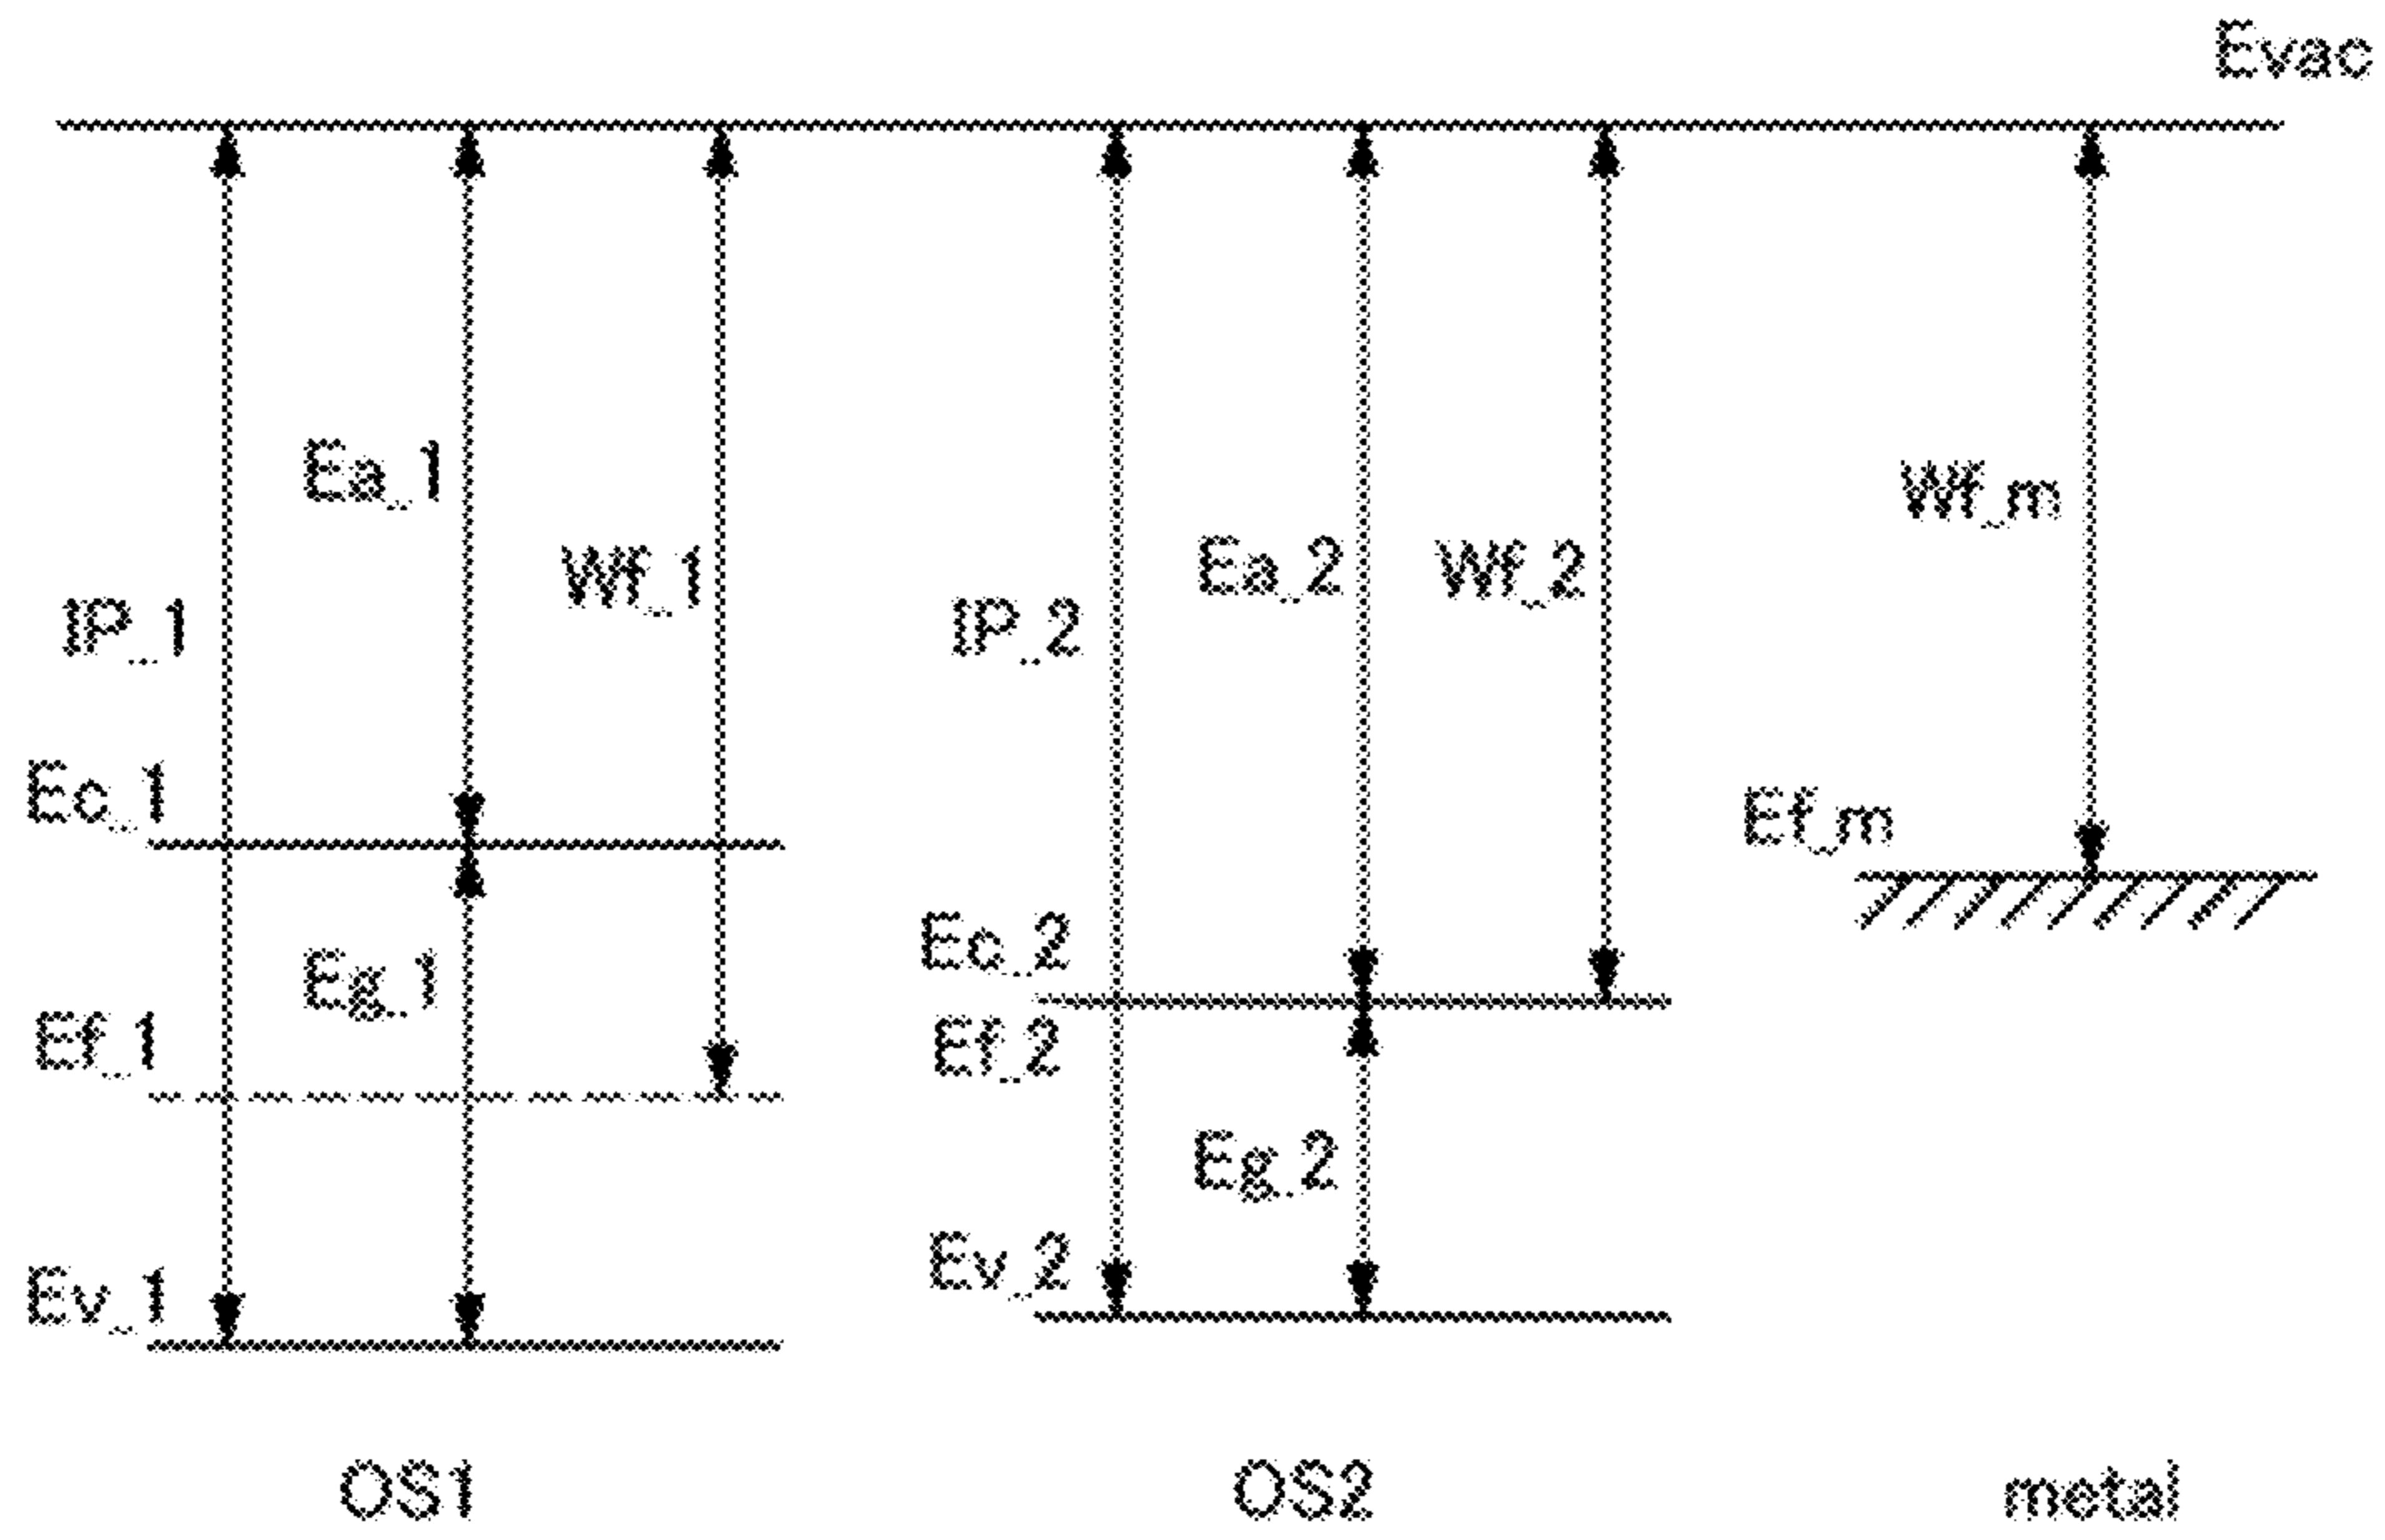 Evac
Ea_1
Wf_m
Wf_1
Ea_2
Wf_2
IP_1
IP_2
Ec_1
Ef_m
Ec_2
Eg_1
Ef_1
Ef_2
Eg_2
Ev_2
Ev_1
OS1
OS2
metal